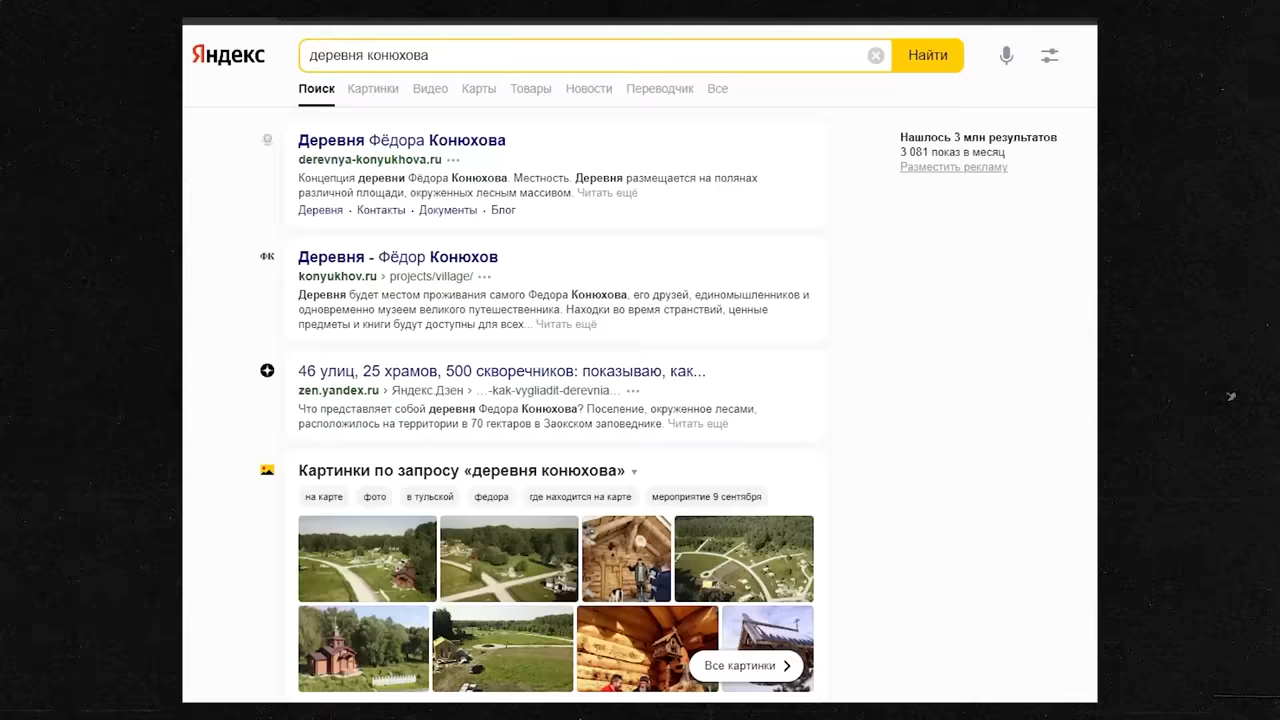 Яндекс
деревня конюхова
Найти
Поиск Картинки Видео Карты Товары Новости Переводчик Все
Деревня Фёдора Конюхова
derevnya-konyukhova.ru
Концепция деревни Фёдора Конюхова. Местность. Деревня размещается на полянах
различной площади, окруженных лесным массивом. Читать ещё
Деревня · Контакты · Документы · Блог
Нашлось 3 млн результатов
3 081 показ в месяц
Разместить рекламу
ФК
Деревня - Фёдор Конюхов
konyukhov.ru › projects/village/
Деревня будет местом проживания самого Федора Конюхова, его друзей, единомышленников и
одновременно музеем великого путешественника. Находки во время странствий, ценные
предметы и книги будут доступны для всех... Читать ещё
46 улиц, 25 храмов, 500 скворечников: показываю, как...
zen.yandex.ru › Яндекс.Дзен › ...-kak-vygliadit-derevnia...
Что представляет собой деревня Федора Конюхова? Поселение, окруженное лесами,
расположилось на территории в 70 гектаров в Заокском заповеднике. Читать ещё
Картинки по запросу «деревня конюхова»
на карте фото в тульской федора где находится на карте мероприятие 9 сентября
Все картинки